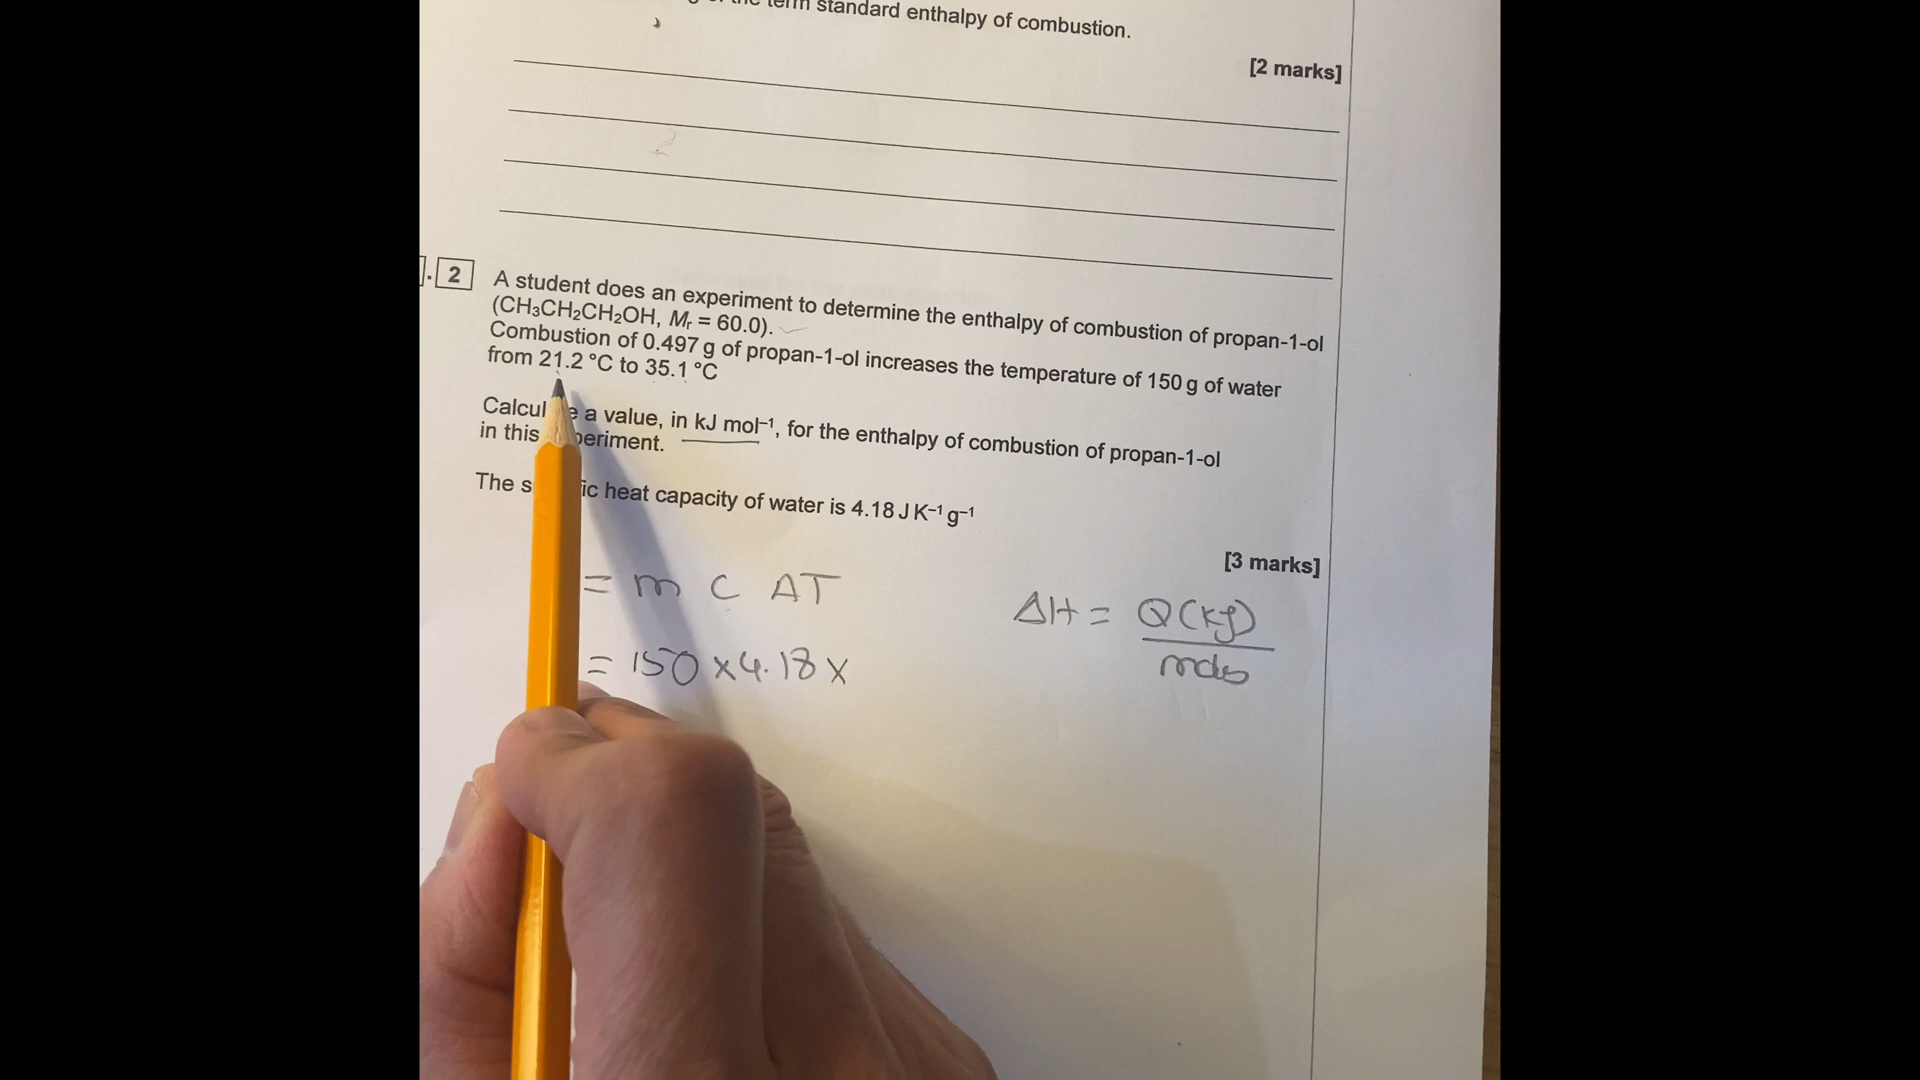 term standard enthalpy of combustion.
[2 marks]
. 2 A student does an experiment to determine the enthalpy of combustion of propan-1-ol
(CH₃CH₂CH₂OH, Mᵣ = 60.0).
Combustion of 0.497 g of propan-1-ol increases the temperature of 150 g of water
from 21.2 °C to 35.1 °C
Calcul e a value, in kJ mol⁻¹, for the enthalpy of combustion of propan-1-ol
in this periment.
The s ic heat capacity of water is 4.18 J K⁻¹ g⁻¹
[3 marks]
= m C ΔT
= 150 x 4.18 x
ΔH = Q(kJ)
moles